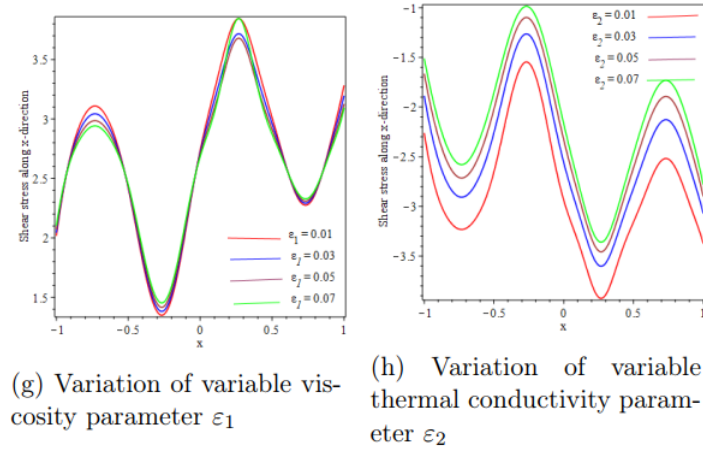 Shear stress along x-direction
3.5
3
2.5
2
1.5
-1
-0.5
0
0.5
1
x
ε₁ = 0.01
ε₁ = 0.03
ε₁ = 0.05
ε₁ = 0.07
(g) Variation of variable vis-
cosity parameter ε₁
Shear stress along x-direction
-1
-2
-2.5
-3
-3.5
-1
-0.5
0
0.5
1
x
ε₂ = 0.01
ε₂ = 0.03
ε₂ = 0.05
ε₂ = 0.07
(h) Variation of variable
thermal conductivity param-
eter ε₂